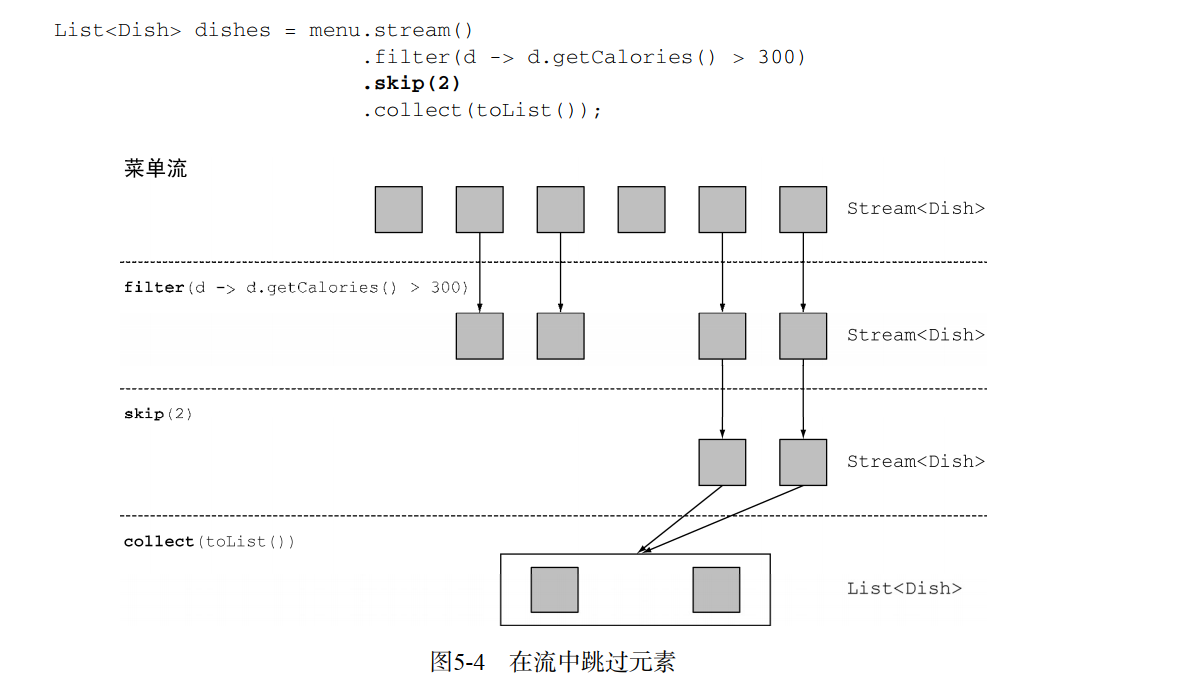 List<Dish> dishes = menu.stream()
.filter(d -> d.getCalories() > 300)
.skip(2)
.collect(toList());
菜单流
Stream<Dish>
filter(d -> d.getCalories() > 300)
Stream<Dish>
skip(2)
Stream<Dish>
collect(toList())
List<Dish>
图5-4 在流中跳过元素